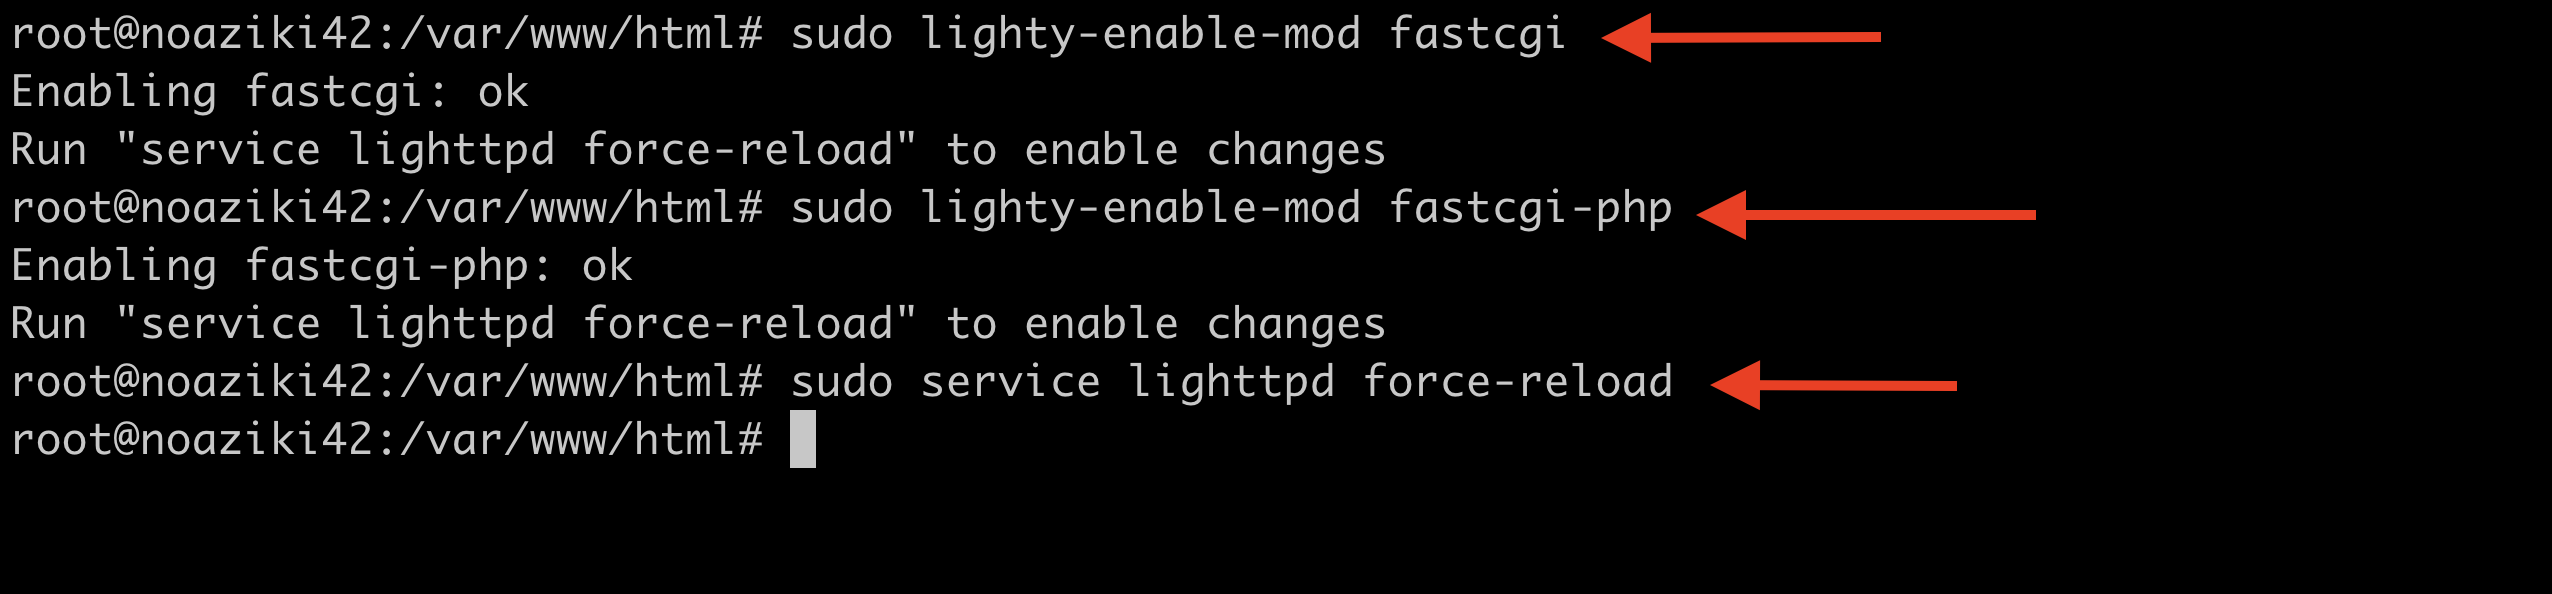 root@noaziki42:/var/www/html# sudo lighty-enable-mod fastcgi
Enabling fastcgi: ok
Run "service lighttpd force-reload" to enable changes
root@noaziki42:/var/www/html# sudo lighty-enable-mod fastcgi-php
Enabling fastcgi-php: ok
Run "service lighttpd force-reload" to enable changes
root@noaziki42:/var/www/html# sudo service lighttpd force-reload
root@noaziki42:/var/www/html#